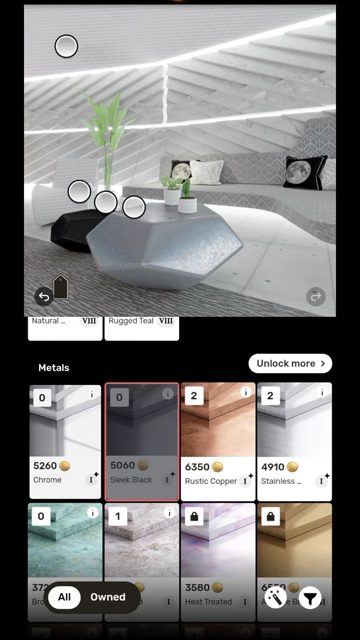 Natural ... VIII
Rugged Teal VIII
Metals
Unlock more >
0 i
0 i
2 i
2 i
5260
5060
6350
4910
Chrome I
Sleek Black I
Rustic Copper I
Stainless ... I
0 i
1 i
3580
Heat Treated I
All
Owned